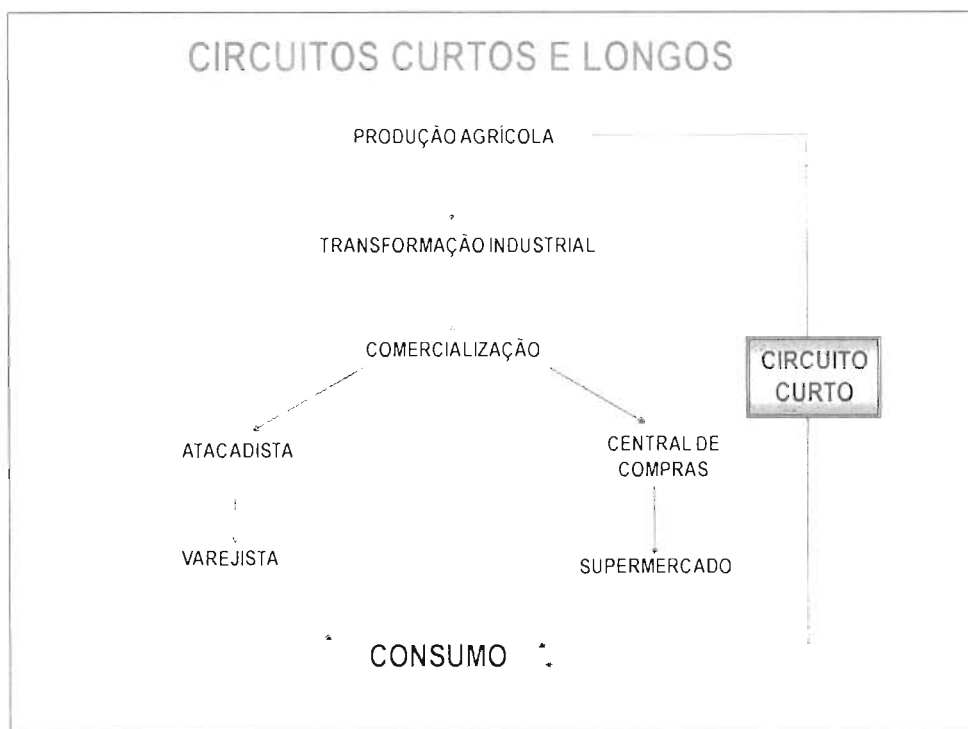 CIRCUITOS CURTOS E LONGOS
PRODUÇÃO AGRÍCOLA
TRANSFORMAÇÃO INDUSTRIAL
COMERCIALIZAÇÃO
CIRCUITO
CURTO
ATACADISTA
CENTRAL DE
COMPRAS
VAREJISTA
SUPERMERCADO
CONSUMO